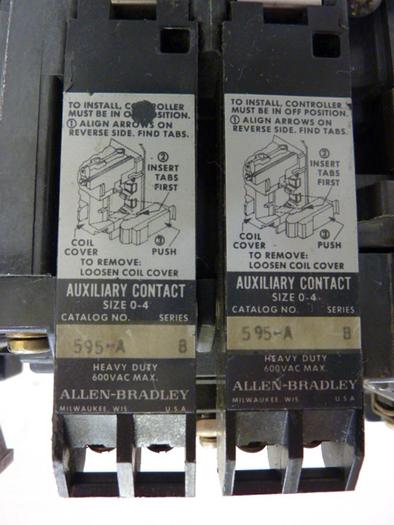 TO INSTALL, CONTROLLER
MUST BE IN OFF POSITION.
① ALIGN ARROWS ON
REVERSE SIDE. FIND TABS.
②
INSERT
TABS
FIRST
COIL
COVER
③
PUSH
TO REMOVE:
LOOSEN COIL COVER
AUXILIARY CONTACT
SIZE 0-4
CATALOG NO. SERIES
595-A B
HEAVY DUTY
600VAC MAX.
ALLEN-BRADLEY
MILWAUKEE, WIS. U.S.A.
TO INSTALL, CONTROLLER
MUST BE IN OFF POSITION.
① ALIGN ARROWS ON
REVERSE SIDE. FIND TABS.
②
INSERT
TABS
FIRST
COIL
COVER
③
PUSH
TO REMOVE:
LOOSEN COIL COVER
AUXILIARY CONTACT
SIZE 0-4
CATALOG NO. SERIES
595-A B
HEAVY DUTY
600VAC MAX.
ALLEN-BRADLEY
MILWAUKEE, WIS. U.S.A.